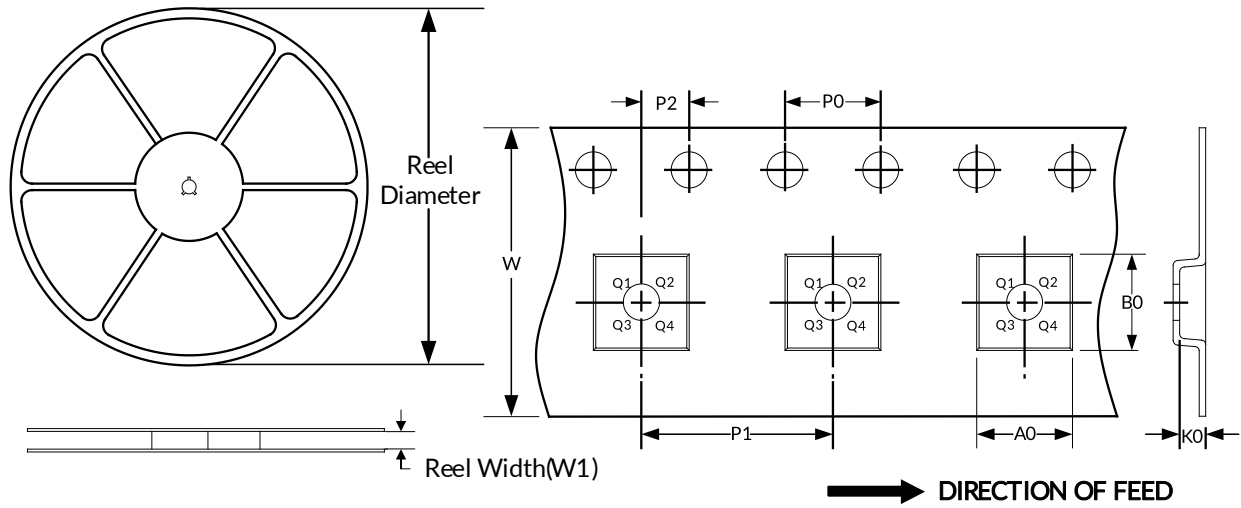 Reel
Diameter
Reel Width(W1)
P2
P0
W
Q1 Q2
Q3 Q4
Q1 Q2
Q3 Q4
Q1 Q2
Q3 Q4
B0
P1
A0
K0
DIRECTION OF FEED